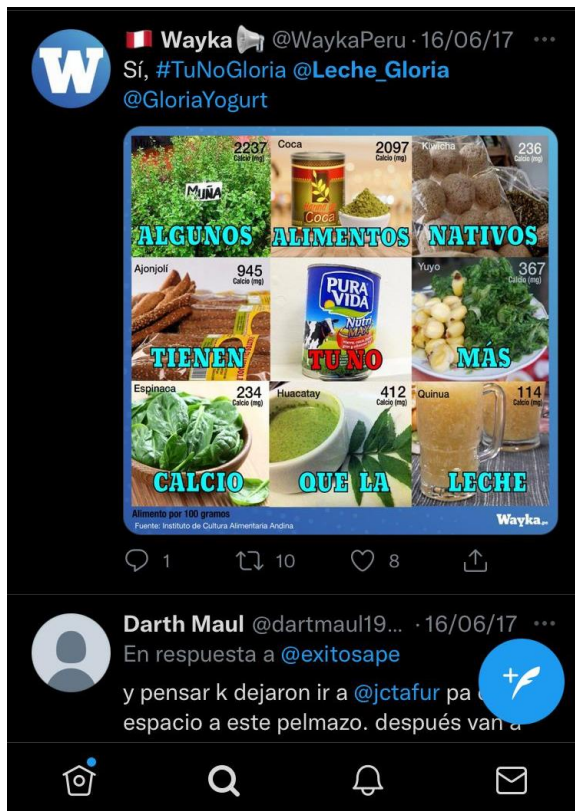 Wayka @WaykaPeru · 16/06/17
Sí, #TuNoGloria @Leche_Gloria
@GloriaYogurt
2237
Calcio (mg)
MUÑA
ALGUNOS
Coca
2097
Calcio (mg)
Coca
ALIMENTOS
Kiwicha
236
Calcio (mg)
NATIVOS
Ajonjolí
945
Calcio (mg)
TIENEN
PURA
VIDA
Nutri
MAX
TU NO
Yuyo
367
Calcio (mg)
MÁS
Espinaca
234
Calcio (mg)
CALCIO
Huacatay
412
Calcio (mg)
QUE LA
Quinua
114
Calcio (mg)
LECHE
Alimento por 100 gramos
Fuente: Instituto de Cultura Alimentaria Andina
Wayka.pe
1 10 8
Darth Maul @dartmaul19... · 16/06/17
En respuesta a @exitosape
y pensar k dejaron ir a @jctafur pa
espacio a este pelmazo. después van a